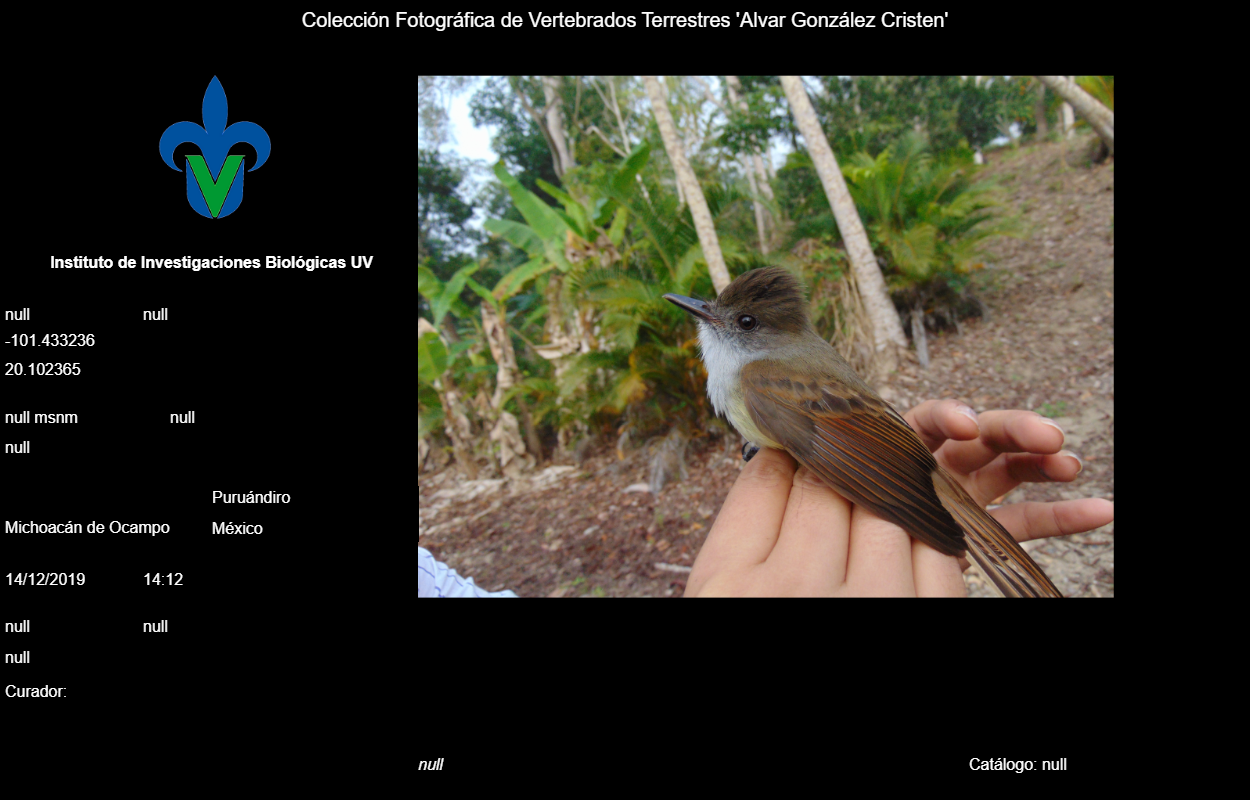 Colección Fotográfica de Vertebrados Terrestres 'Alvar González Cristen'
V
Instituto de Investigaciones Biológicas UV
null null
-101.433236
20.102365
null msnm null
null
Puruándiro
Michoacán de Ocampo México
14/12/2019 14:12
null null
null
Curador:
null Catálogo: null